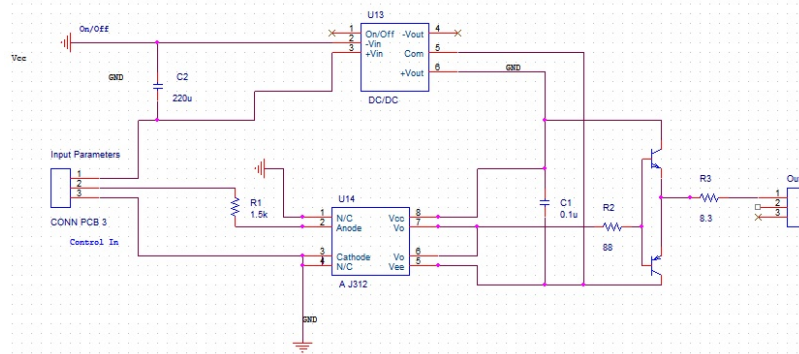 U13
On/Off
1 On/Off -Vout 4
2 -Vin Com 5
3 +Vin
+Vout 6
Vcc
GND
C2
220u
GND
DC/DC
Input Parameters
1
2
3
CONN PCB 3
Control In
R1
1.5k
U14
1 N/C Vcc 8
2 Anode Vo 7
3 Cathode Vo 6
4 N/C Vee 5
A J312
GND
C1
0.1u
R2
88
R3
8.3
Ou
1
2
3